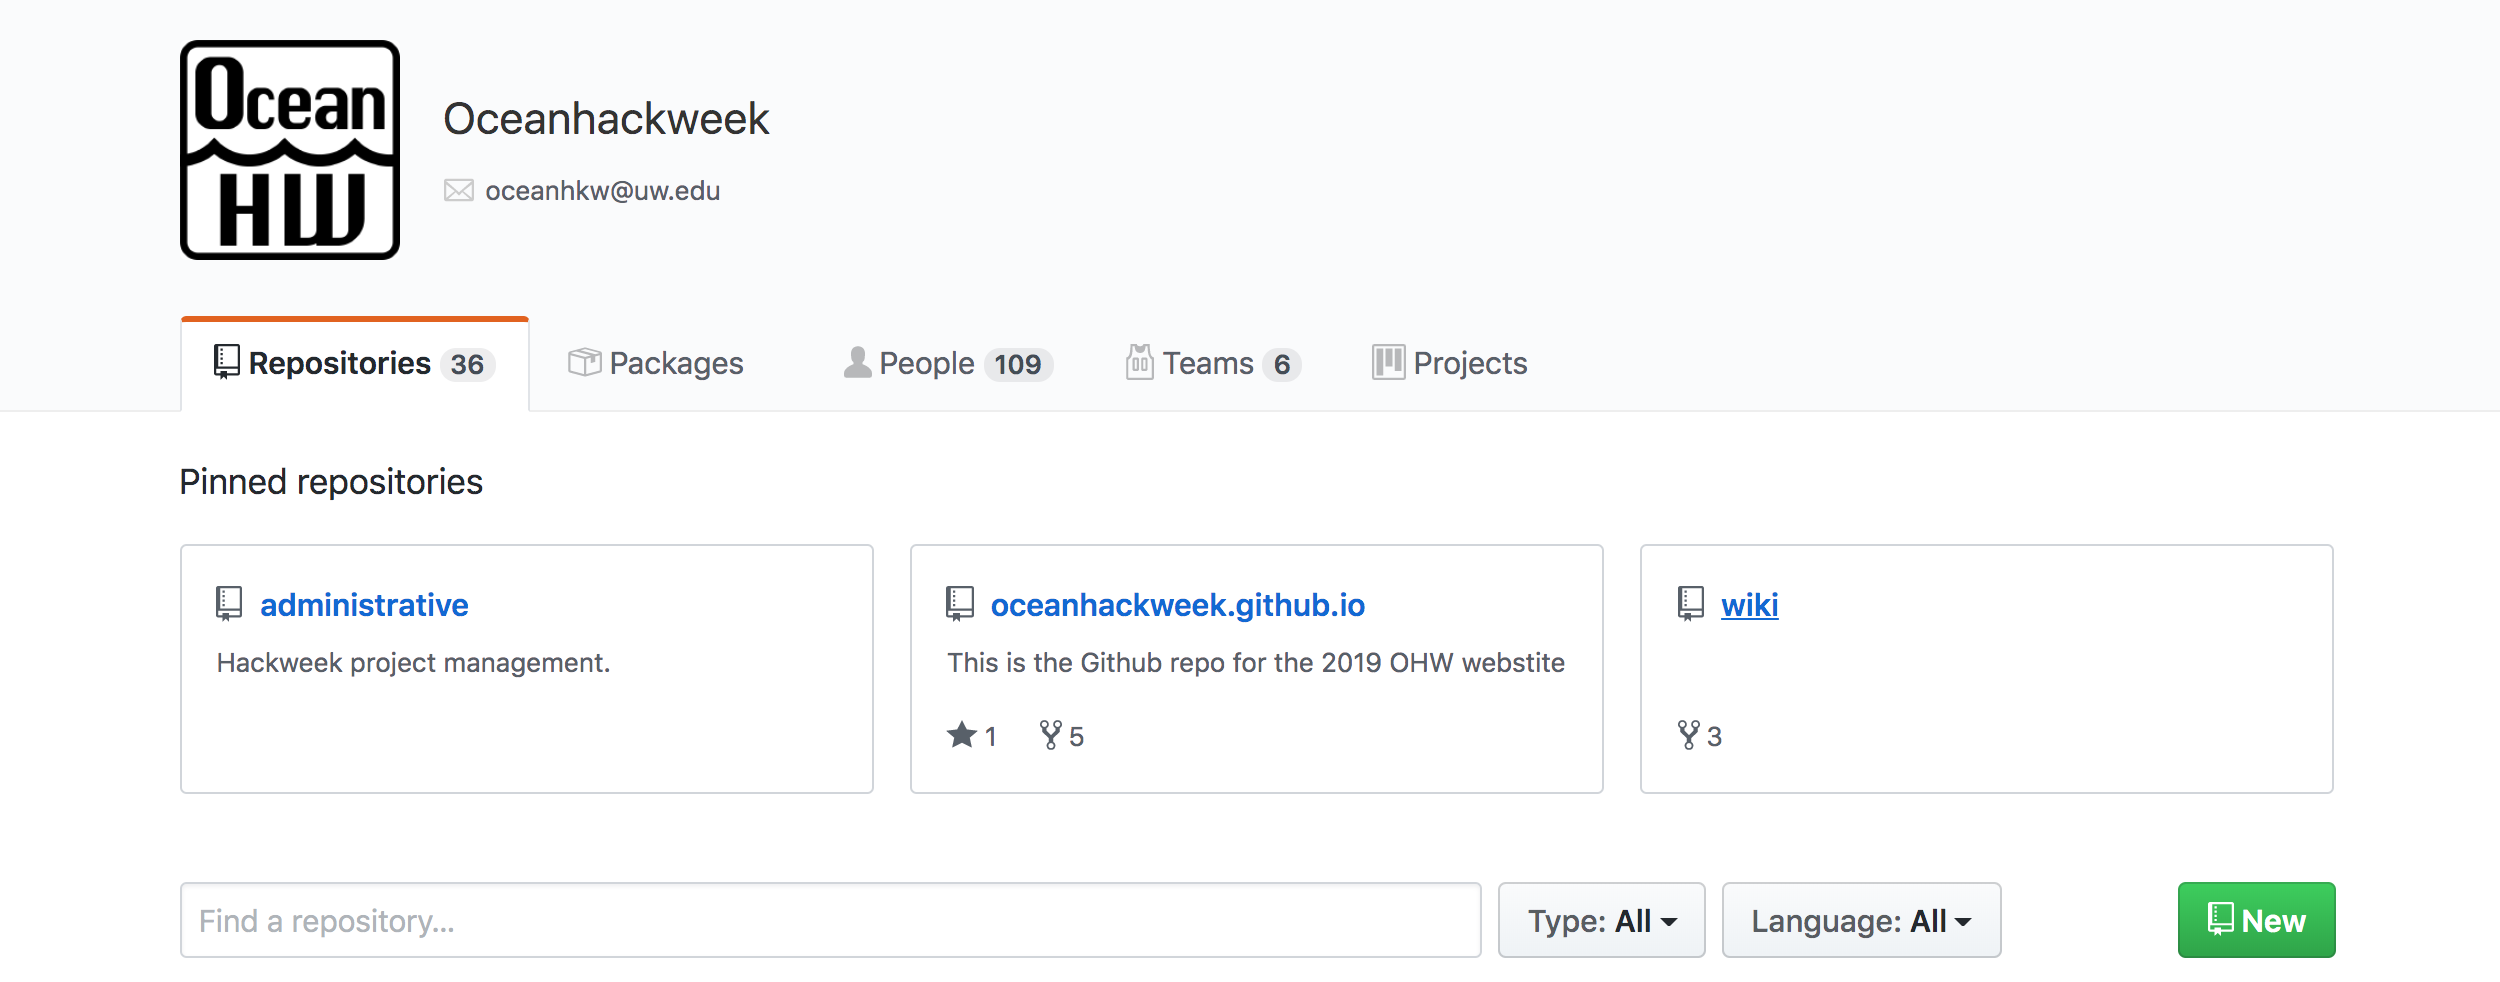 Ocean
HW
Oceanhackweek
oceanhkw@uw.edu
Repositories 36 Packages People 109 Teams 6 Projects
Pinned repositories
administrative
Hackweek project management.
oceanhackweek.github.io
This is the Github repo for the 2019 OHW webstite
1 5
wiki
3
Find a repository... Type: All Language: All New